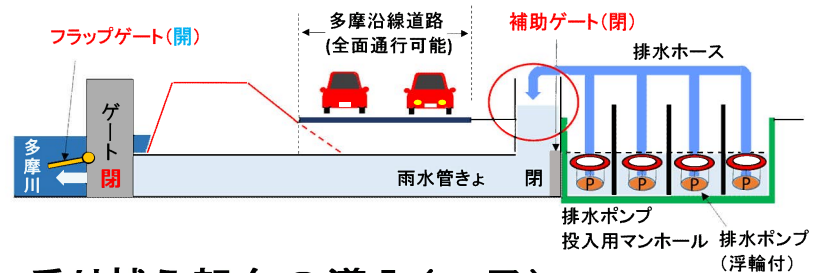 多摩沿線道路
(全面通行可能)
補助ゲート(閉)
フラップゲート(開)
排水ホース
ゲート
閉
多摩川
雨水管きょ
閉
P
P
P
P
排水ポンプ
投入用マンホール
排水ポンプ
(浮輪付)